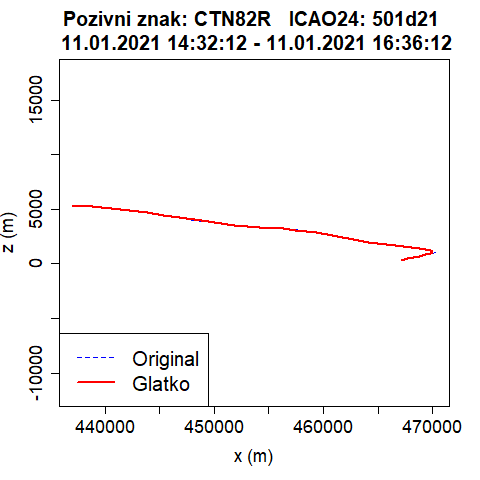 Pozivni znak: CTN82R ICAO24: 501d21
11.01.2021 14:32:12 - 11.01.2021 16:36:12
z (m)
15000
5000
0
-10000
Original
Glatko
440000 450000 460000 470000
x (m)